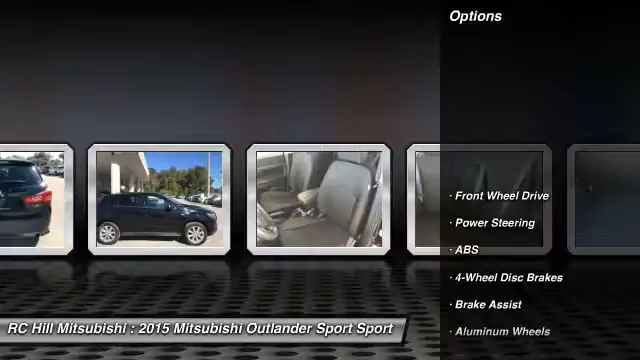 Options
· Front Wheel Drive
· Power Steering
· ABS
· 4-Wheel Disc Brakes
· Brake Assist
· Aluminum Wheels
RC Hill Mitsubishi : 2015 Mitsubishi Outlander Sport Sport